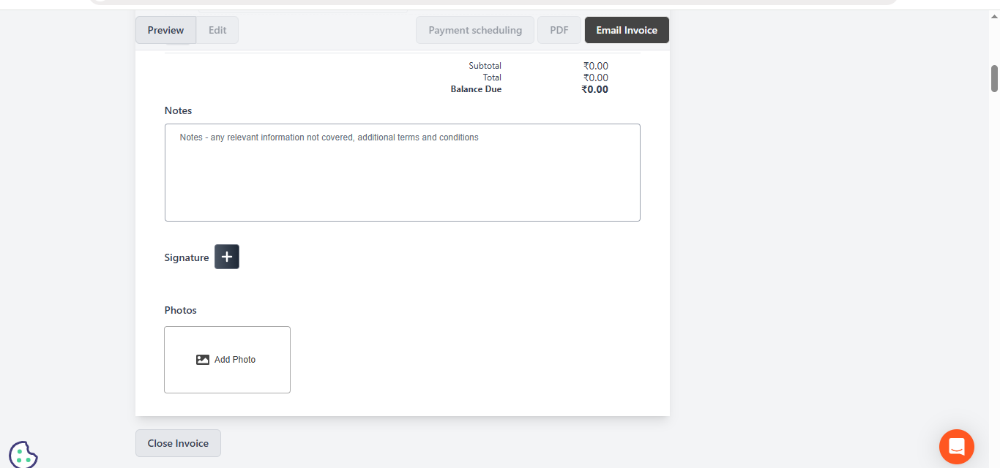 Preview Edit Payment scheduling PDF Email Invoice
Subtotal ₹0.00
Total ₹0.00
Balance Due ₹0.00
Notes
Notes - any relevant information not covered, additional terms and conditions
Signature
Photos
Add Photo
Close Invoice